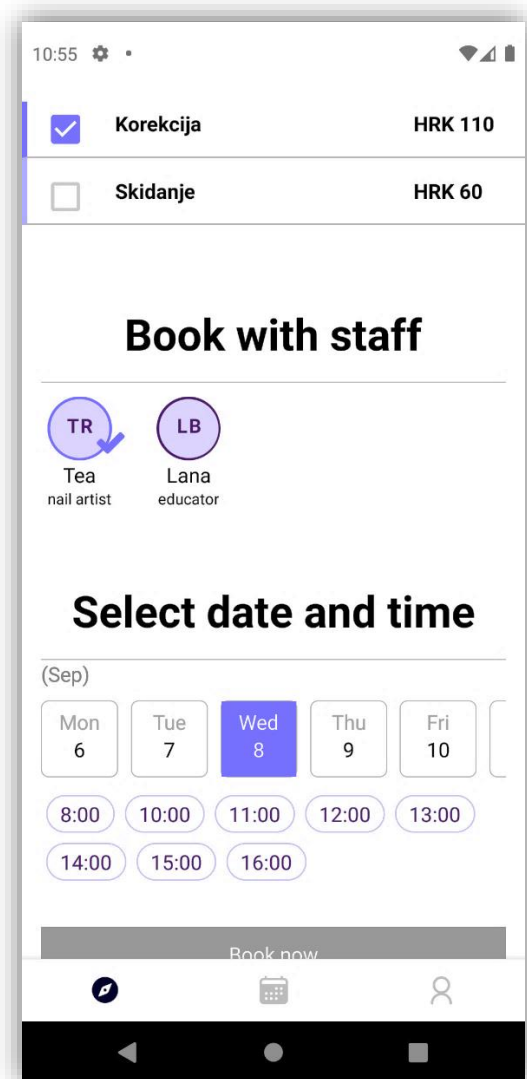 10:55
Korekcija HRK 110
Skidanje HRK 60
Book with staff
TR LB
Tea Lana
nail artist educator
Select date and time
(Sep)
Mon Tue Wed Thu Fri
6 7 8 9 10
8:00 10:00 11:00 12:00 13:00
14:00 15:00 16:00
Book now